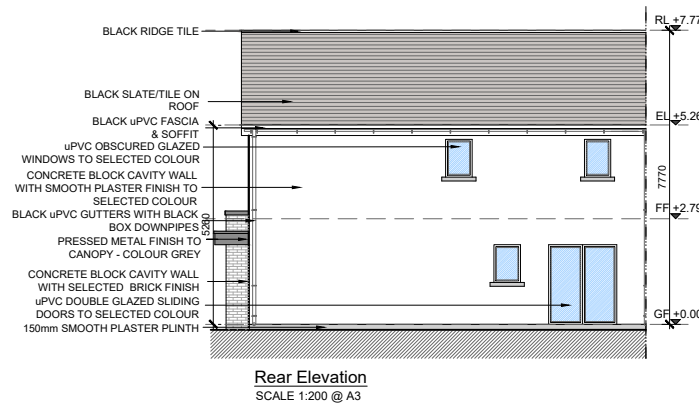 BLACK RIDGE TILE
RL +7.77
BLACK SLATE/TILE ON
ROOF
BLACK uPVC FASCIA
& SOFFIT
EL +5.26
uPVC OBSCURED GLAZED
WINDOWS TO SELECTED COLOUR
CONCRETE BLOCK CAVITY WALL
WITH SMOOTH PLASTER FINISH TO
SELECTED COLOUR
7770
BLACK uPVC GUTTERS WITH BLACK
BOX DOWNPIPES
5260
FF +2.79
PRESSED METAL FINISH TO
CANOPY - COLOUR GREY
CONCRETE BLOCK CAVITY WALL
WITH SELECTED BRICK FINISH
uPVC DOUBLE GLAZED SLIDING
DOORS TO SELECTED COLOUR
GF +0.00
150mm SMOOTH PLASTER PLINTH
Rear Elevation
SCALE 1:200 @ A3